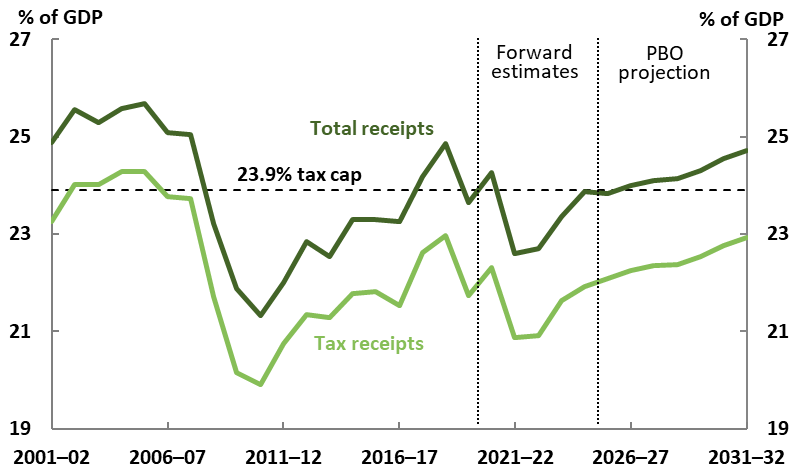 % of GDP
% of GDP
27
27
Forward
estimates
PBO
projection
Total receipts
25
25
23.9% tax cap
23
23
Tax receipts
21
21
19
19
2001–02
2006–07
2011–12
2016–17
2021–22
2026–27
2031–32